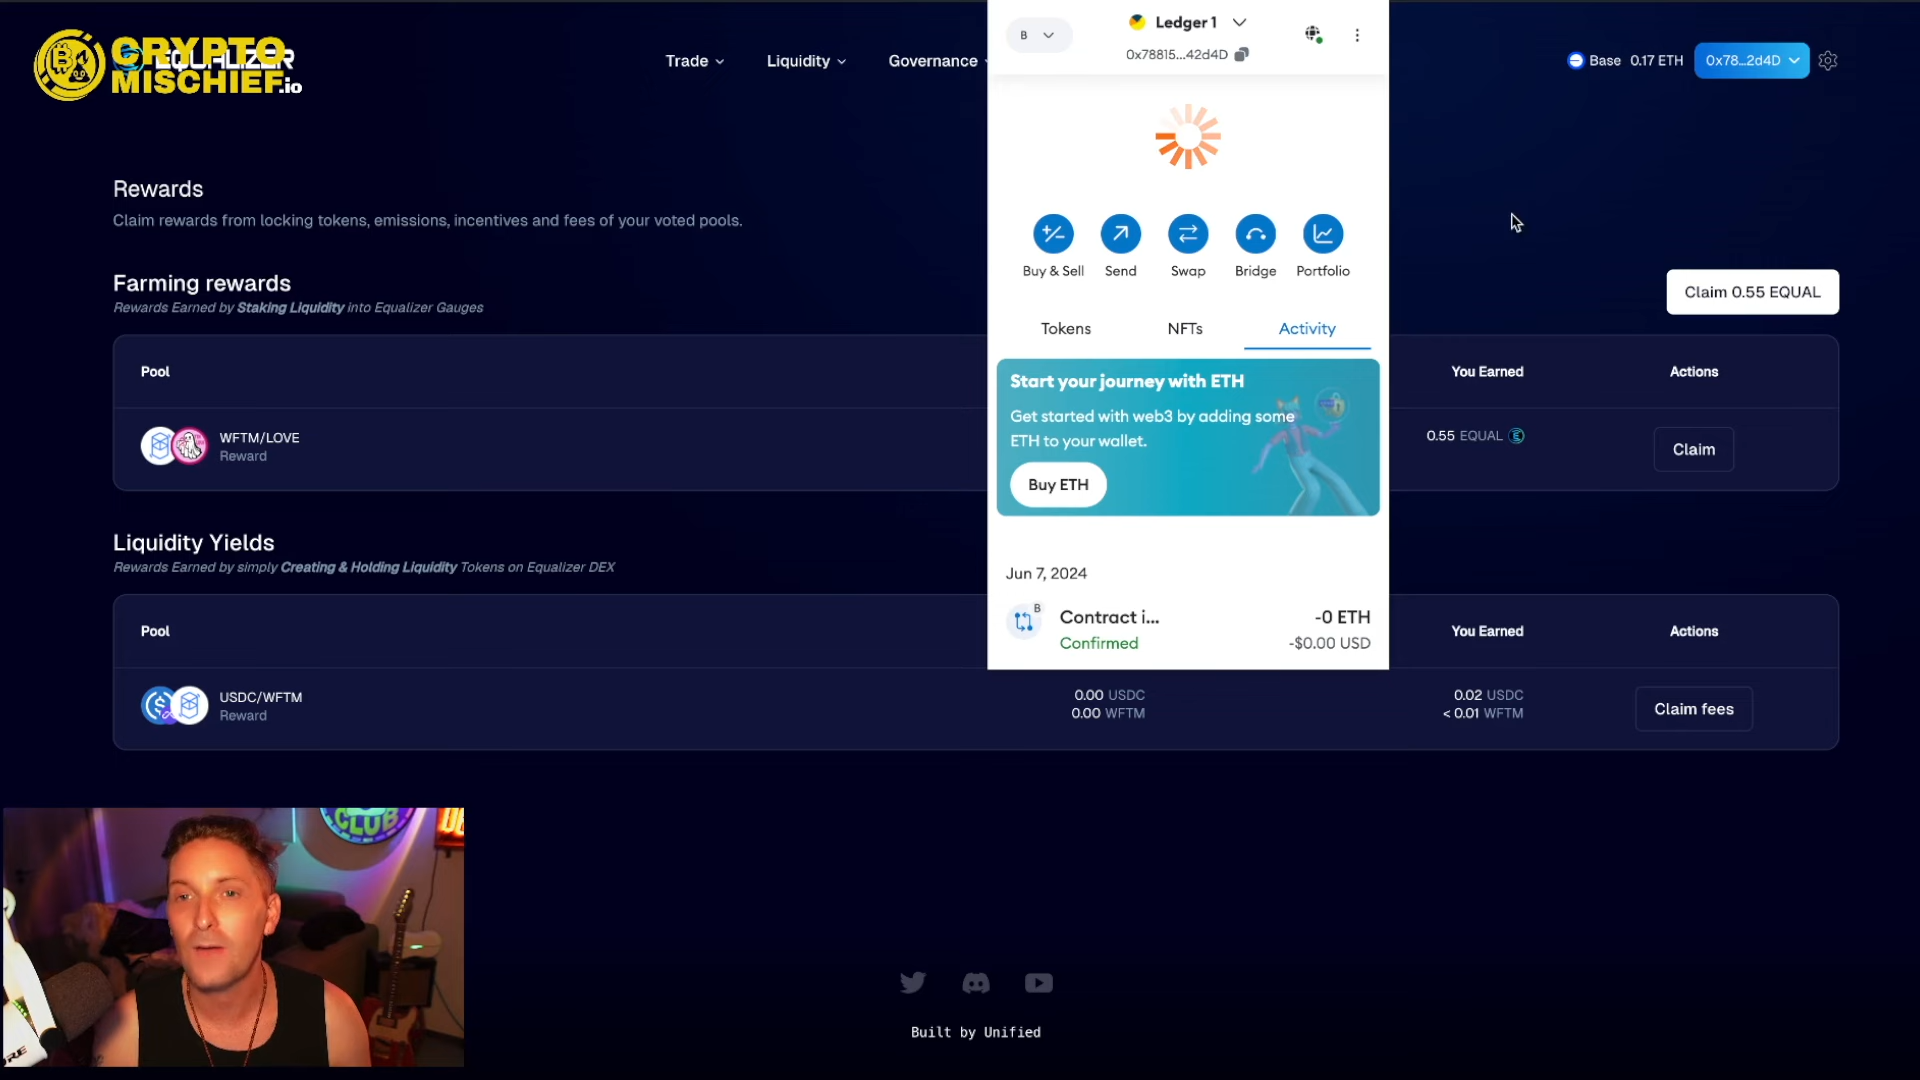 CRYPTO
MISCHIEF.io
EQUALIZER
Trade
Liquidity
Governance
Base 0.17 ETH
0x78...2d4D
B
Ledger 1
0x78815...42d4D
Buy & Sell
Send
Swap
Bridge
Portfolio
Tokens
NFTs
Activity
Start your journey with ETH
Get started with web3 by adding some
ETH to your wallet.
Buy ETH
Jun 7, 2024
B
Contract i...
-0 ETH
Confirmed
-$0.00 USD
Rewards
Claim rewards from locking tokens, emissions, incentives and fees of your voted pools.
Farming rewards
Rewards Earned by Staking Liquidity into Equalizer Gauges
Claim 0.55 EQUAL
Pool
You Earned
Actions
WFTM/LOVE
Reward
0.55 EQUAL
Claim
Liquidity Yields
Rewards Earned by simply Creating & Holding Liquidity Tokens on Equalizer DEX
Pool
You Earned
Actions
USDC/WFTM
Reward
0.00 USDC
0.00 WFTM
0.02 USDC
< 0.01 WFTM
Claim fees
CLUB
Built by Unified